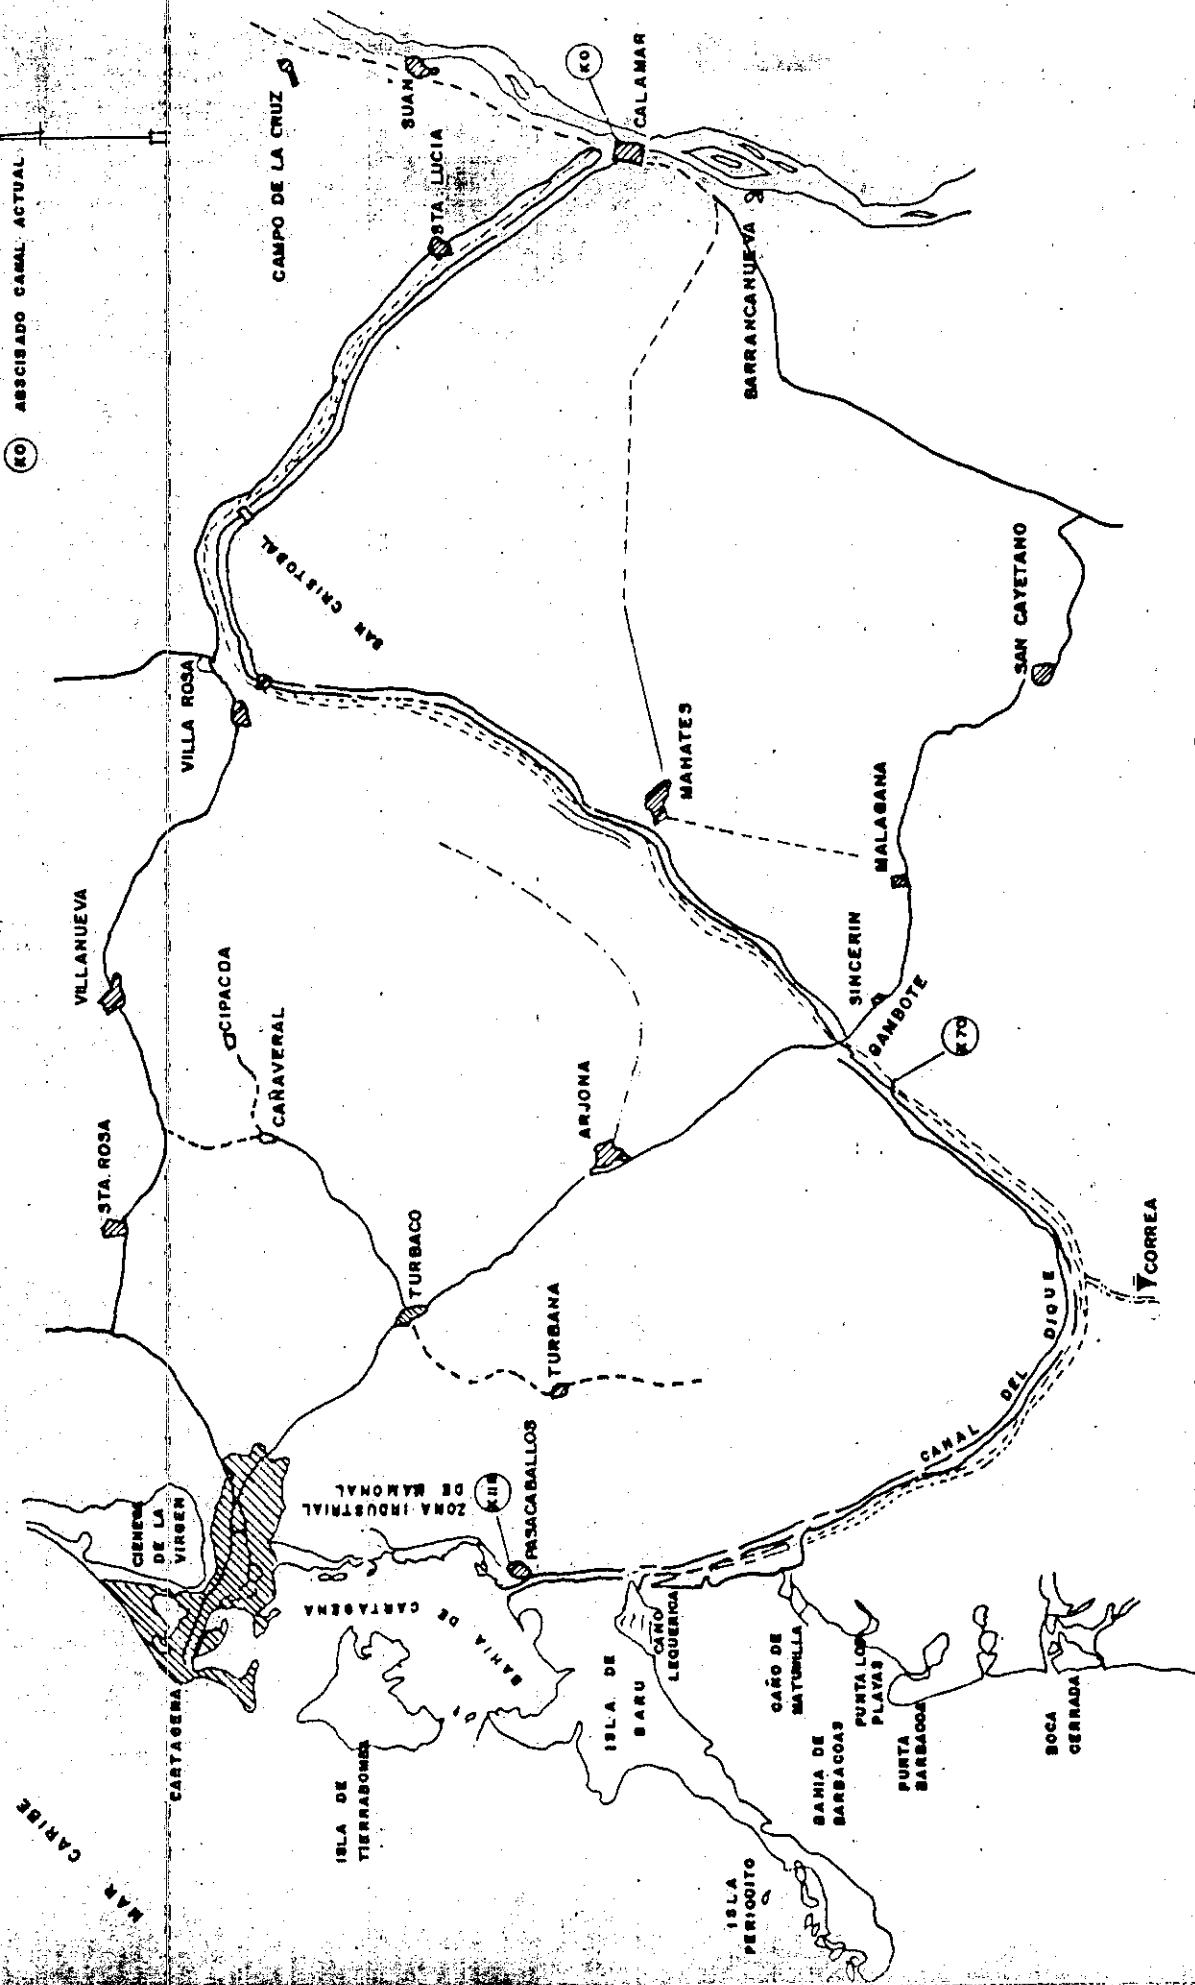 K0 ABSCISADO CANAL ACTUAL
MAR CARIBE
CARTAGENA
CIENEGA
DE LA
VIRGEN
STA. ROSA
VILLANUEVA
CIPACOA
CAÑAVERAL
VILLA ROSA
SAN CRISTOBAL
CAMPO DE LA CRUZ
SUAN
STA LUCIA
K0
CALAMAR
BARRANCANUEVA
SAN CAYETANO
MAHATES
MALAGANA
SINCERIN
GAMBOTE
K70
ARJONA
TURBACO
TURBANA
ZONA INDUSTRIAL
DE MAMONAL
PASACABALLOS
BAHIA DE CARTAGENA
ISLA DE
TIERRABOMBA
ISLA DE
BARU
CAÑO
LEQUERICA
CAÑO DE
MATUNILLA
BAHIA DE
BARBACOAS
PUNTA LOS
PLAYAS
PUNTA
BARBACOA
BOCA
CERRADA
ISLA
PERIQUITO
CANAL DEL DIQUE
CORREA